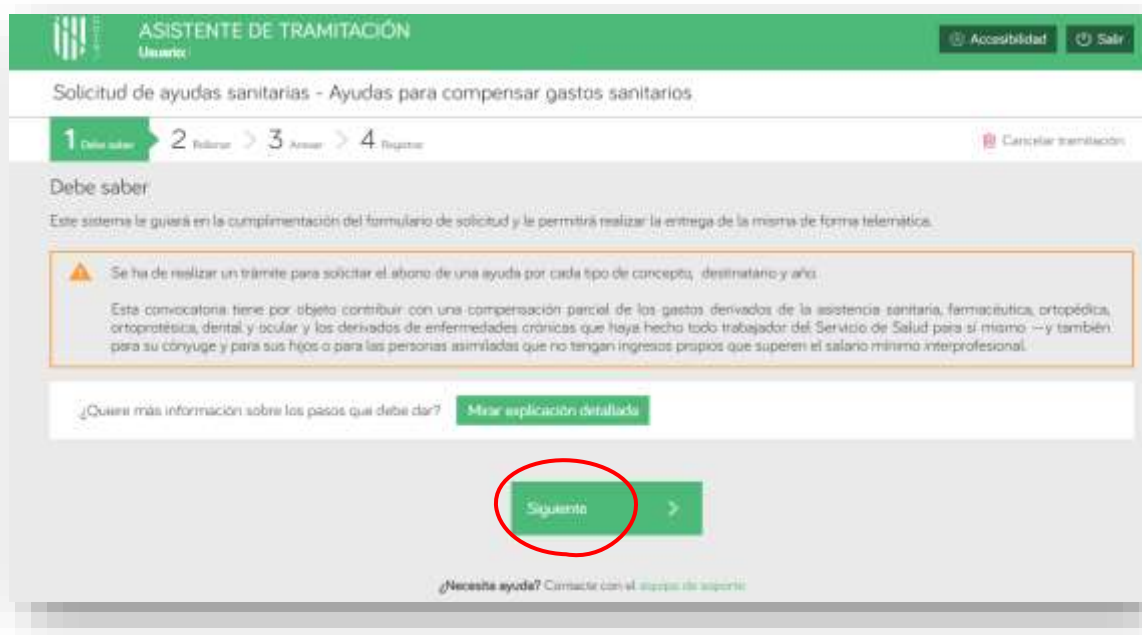 ASISTENTE DE TRAMITACIÓN
Usuario:
Accesibilidad
Salir
Solicitud de ayudas sanitarias - Ayudas para compensar gastos sanitarios
1 Debe saber > 2 Rellenar > 3 Anexar > 4 Registrar
Cancelar tramitación
Debe saber
Este sistema le guiará en la cumplimentación del formulario de solicitud y le permitirá realizar la entrega de la misma de forma telemática.
Se ha de realizar un trámite para solicitar el abono de una ayuda por cada tipo de concepto, destinatario y año.
Esta convocatoria tiene por objeto contribuir con una compensación parcial de los gastos derivados de la asistencia sanitaria, farmacéutica, ortopédica,
ortoprotésica, dental y ocular y los derivados de enfermedades crónicas que haya hecho todo trabajador del Servicio de Salud para sí mismo —y también
para su cónyuge y para sus hijos o para las personas asimiladas que no tengan ingresos propios que superen el salario mínimo interprofesional.
¿Quiere más información sobre los pasos que debe dar?
Mirar explicación detallada
Siguiente >
¿Necesita ayuda? Contacte con el equipo de soporte